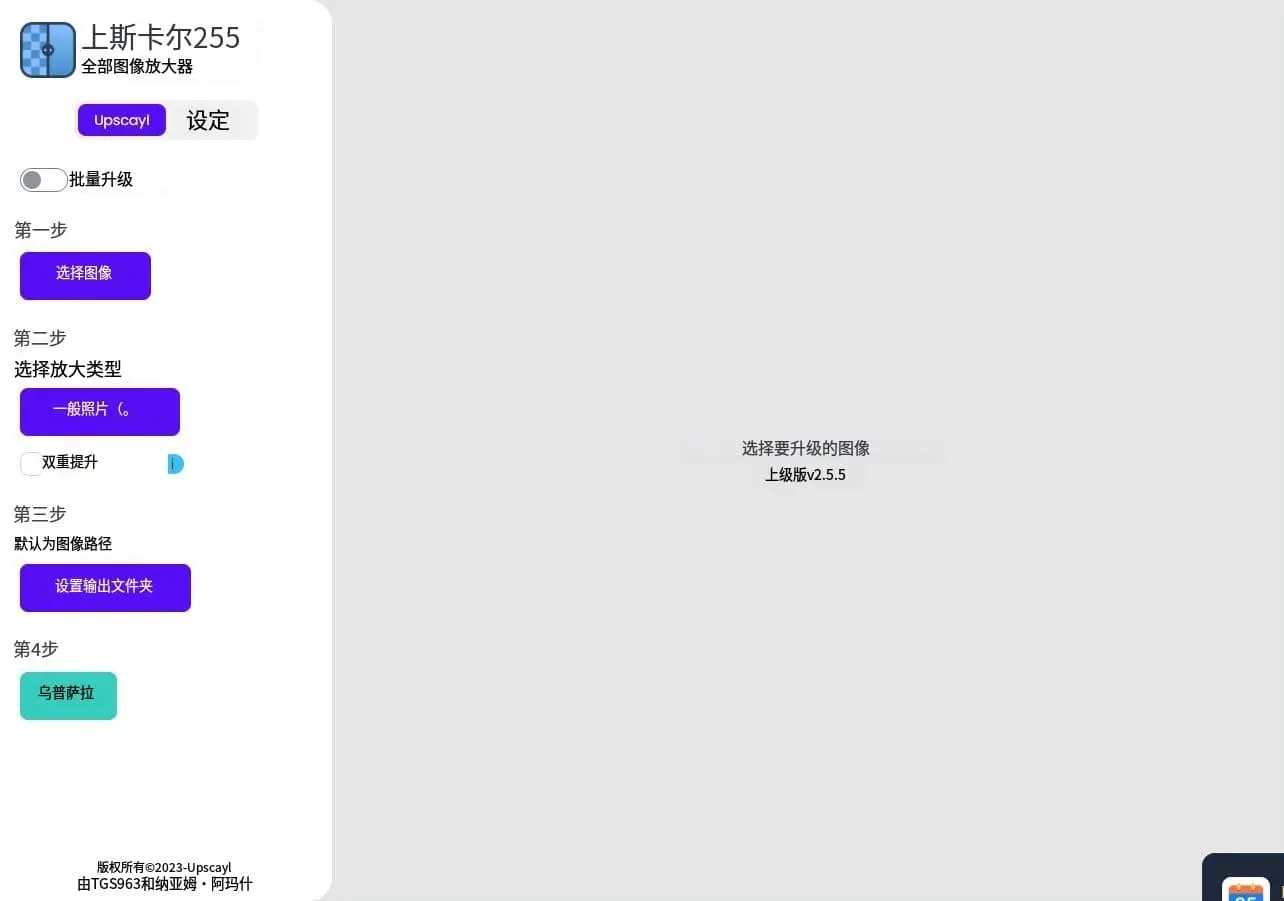 上斯卡尔255
全部图像放大器
Upscayl 设定
批量升级
第一步
选择图像
第二步
选择放大类型
一般照片（。
双重提升
第三步
默认为图像路径
设置输出文件夹
第4步
乌普萨拉
选择要升级的图像
上级版v2.5.5
版权所有©2023-Upscayl
由TGS963和纳亚姆·阿玛什